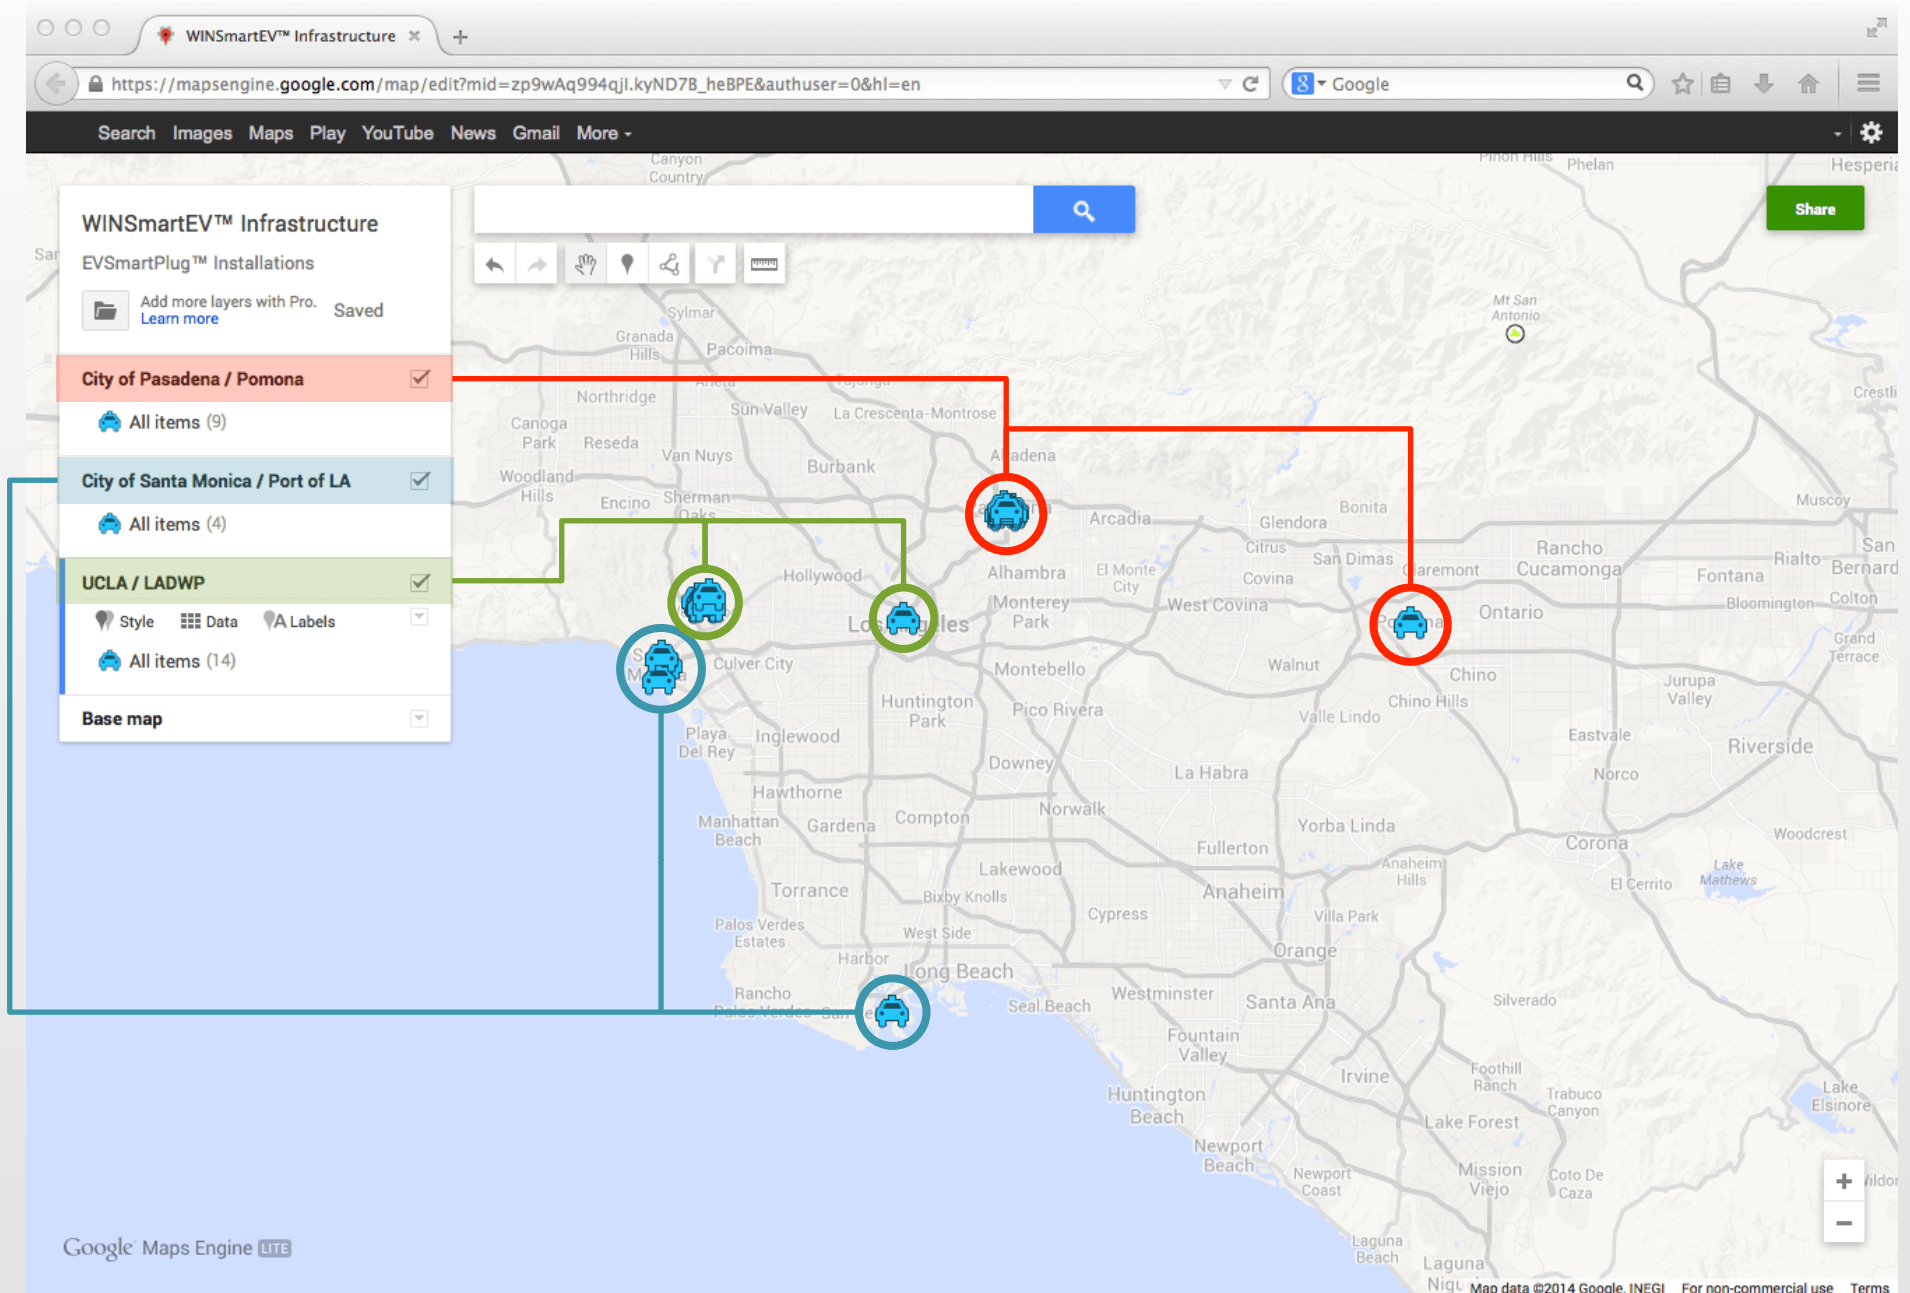 WINSmartEV™ Infrastructure
https://mapsengine.google.com/map/edit?mid=zp9wAq994qjI.kyND7B_heBPE&authuser=0&hl=en
Google
Search Images Maps Play YouTube News Gmail More
WINSmartEV™ Infrastructure
EVSmartPlug™ Installations
Add more layers with Pro.
Learn more
Saved
City of Pasadena / Pomona
All items (9)
City of Santa Monica / Port of LA
All items (4)
UCLA / LADWP
Style Data Labels
All items (14)
Base map
Share
Canyon
Country
Phelan
Mt San
Antonio
Sylmar
Granada
Hills
Pacoima
Tujunga
Northridge
Sun Valley
La Crescenta-Montrose
Canoga
Park
Reseda
Van Nuys
Burbank
Woodland
Hills
Encino
Sherman
Oaks
Arcadia
Bonita
Glendora
Muscoy
Citrus
San Dimas
Claremont
Rancho
Cucamonga
Rialto
San
Fontana
Hollywood
Alhambra
El Monte
City
Covina
Monterey
Park
West Covina
Ontario
Bloomington
Colton
Grand
Terrace
Culver City
Montebello
Walnut
Chino
Jurupa
Valley
Huntington
Park
Pico Rivera
Chino Hills
Valle Lindo
Playa
Del Rey
Inglewood
Eastvale
Riverside
Downey
La Habra
Norco
Hawthorne
Norwalk
Manhattan
Beach
Gardena
Compton
Yorba Linda
Woodcrest
Fullerton
Corona
Lakewood
Anaheim
Hills
Lake
Mathews
Torrance
Bixby Knolls
Anaheim
El Cerrito
Cypress
Villa Park
Palos Verdes
Estates
West Side
Orange
Harbor
Long Beach
Rancho
Palos Verdes
Seal Beach
Westminster
Santa Ana
Silverado
Fountain
Valley
Irvine
Foothill
Ranch
Huntington
Beach
Trabuco
Canyon
Lake
Elsinore
Lake Forest
Newport
Beach
Newport
Coast
Mission
Viejo
Coto De
Caza
Laguna
Beach
Laguna
Google Maps Engine LITE
Map data ©2014 Google, INEGI For non-commercial use Terms